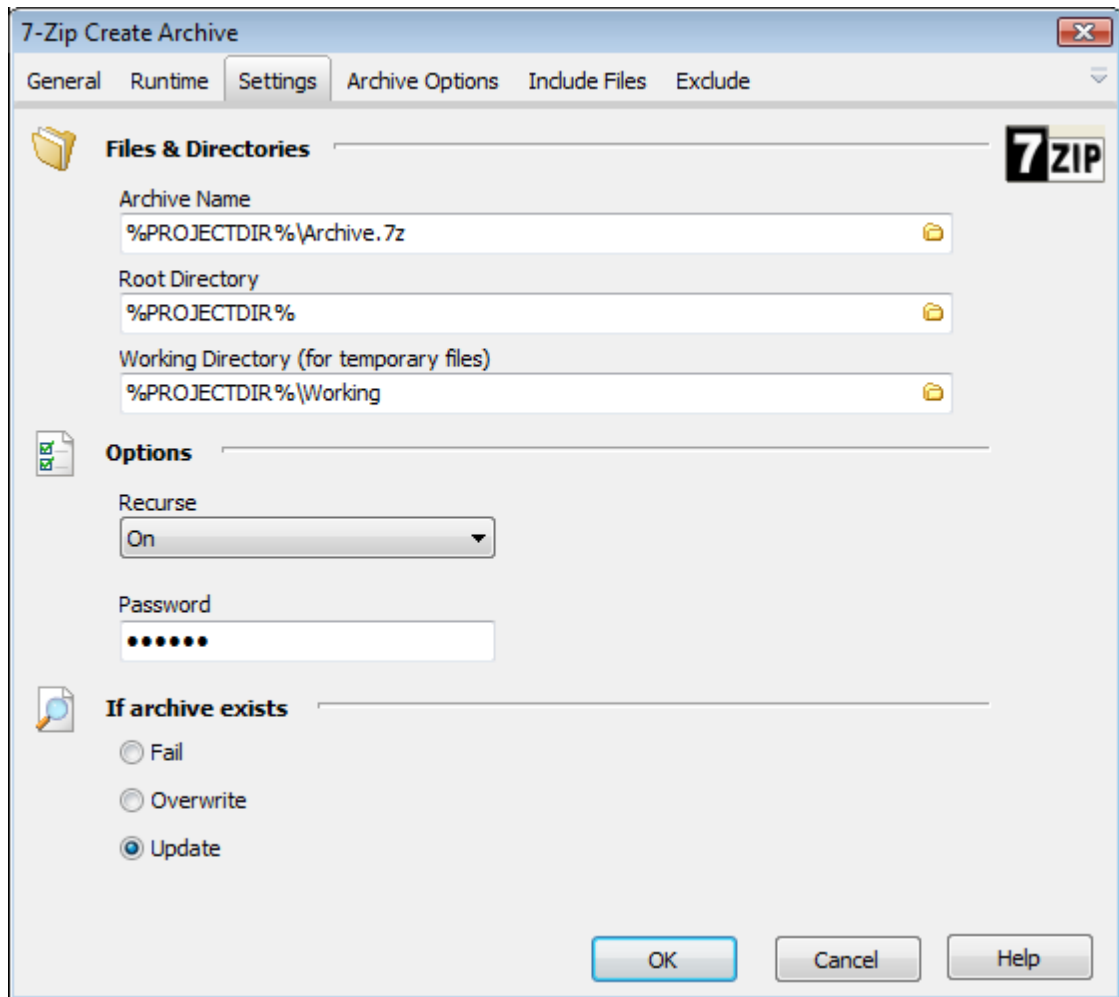 7-Zip Create Archive
General Runtime Settings Archive Options Include Files Exclude
Files & Directories
7 ZIP
Archive Name
%PROJECTDIR%\Archive.7z
Root Directory
%PROJECTDIR%
Working Directory (for temporary files)
%PROJECTDIR%\Working
Options
Recurse
On
Password
••••••
If archive exists
Fail
Overwrite
Update
OK Cancel Help